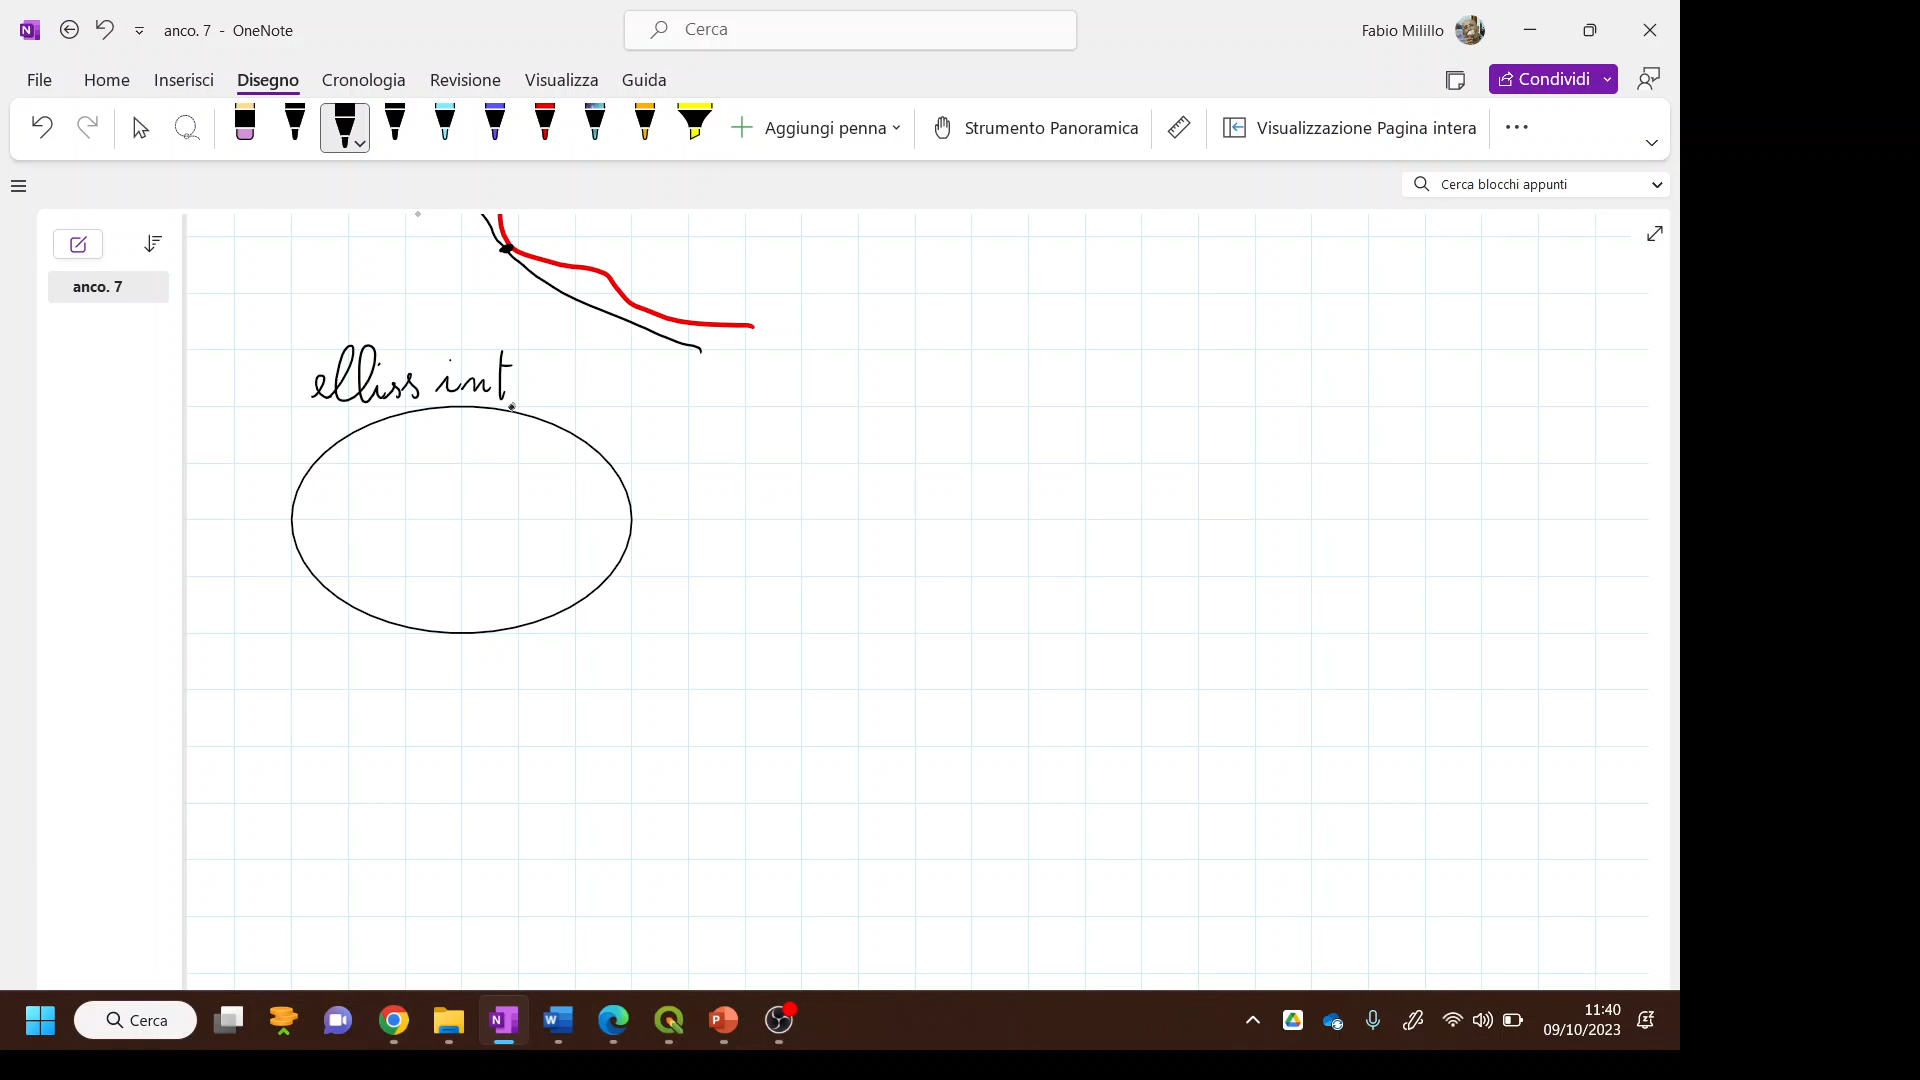 anco. 7 - OneNote
Cerca
Fabio Milillo
File Home Inserisci Disegno Cronologia Revisione Visualizza Guida
Condividi
Aggiungi penna
Strumento Panoramica
Visualizzazione Pagina intera
Cerca blocchi appunti
anco. 7
elliss int.
Cerca
11:40
09/10/2023